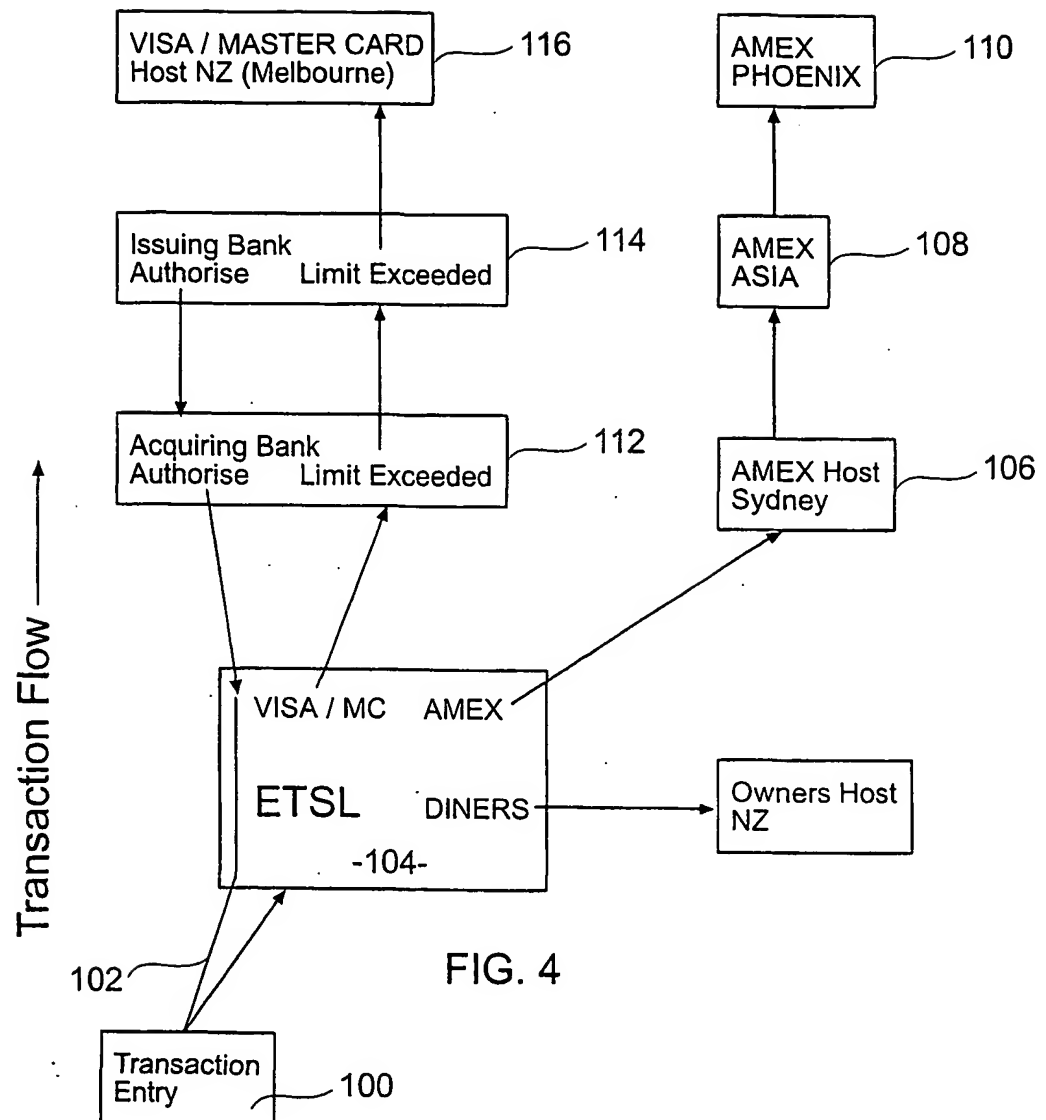 VISA / MASTER CARD
Host NZ (Melbourne)
116
AMEX
PHOENIX
110
Issuing Bank
Authorise Limit Exceeded
114
AMEX
ASIA
108
Acquiring Bank
Authorise Limit Exceeded
112
AMEX Host
Sydney
106
Transaction Flow
VISA / MC AMEX
ETSL DINERS
-104-
Owners Host
NZ
102
FIG. 4
Transaction
Entry
100